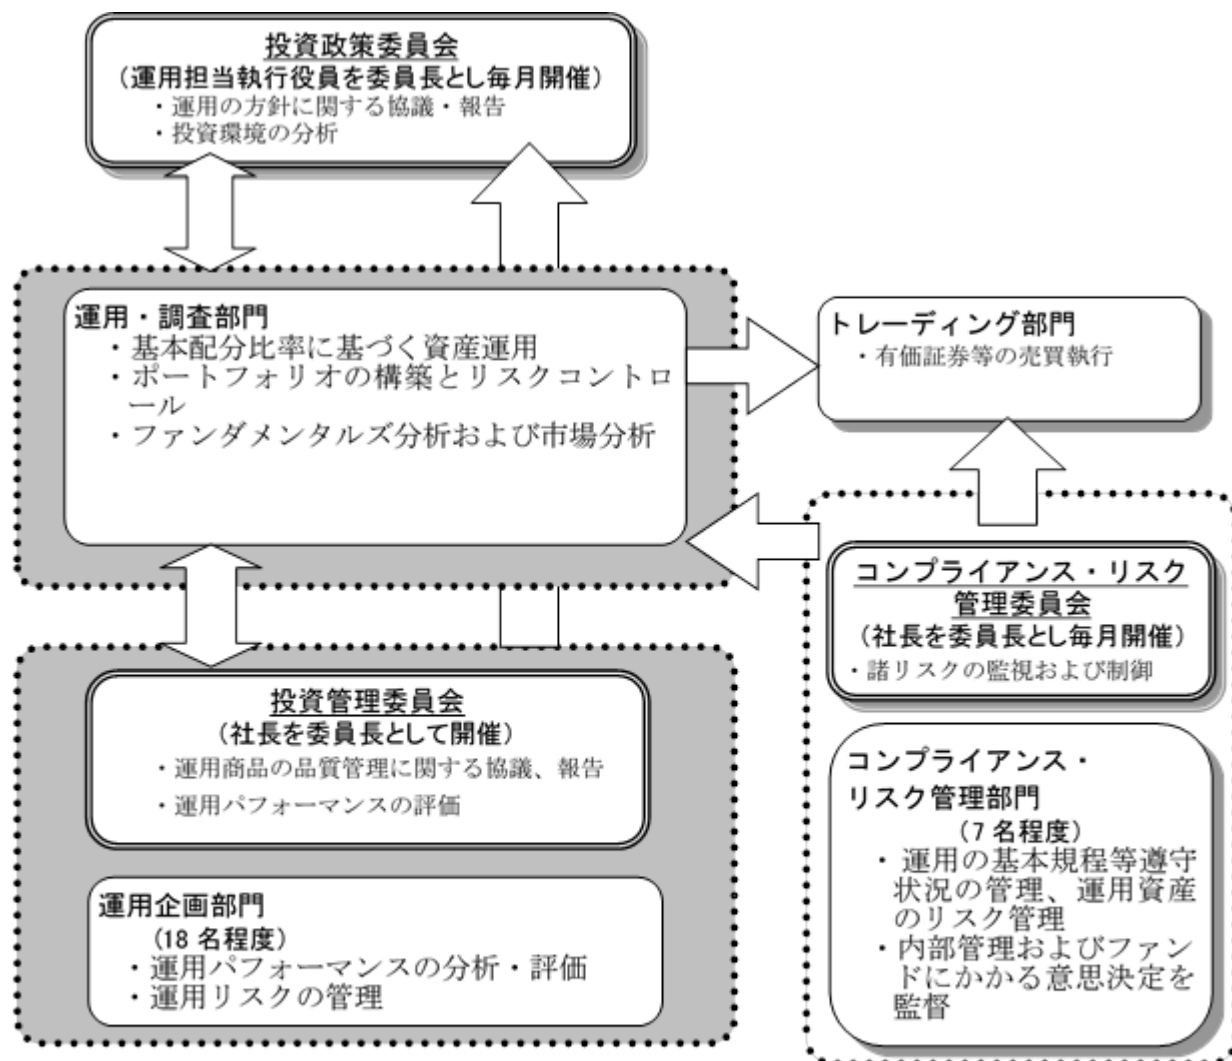 投資政策委員会
(運用担当執行役員を委員長とし毎月開催)
・運用の方針に関する協議・報告
・投資環境の分析
運用・調査部門
・基本配分比率に基づく資産運用
・ポートフォリオの構築とリスクコントロ
ール
・ファンダメンタルズ分析および市場分析
トレーディング部門
・有価証券等の売買執行
投資管理委員会
(社長を委員長として開催)
・運用商品の品質管理に関する協議、報告
・運用パフォーマンスの評価
運用企画部門
(18 名程度)
・運用パフォーマンスの分析・評価
・運用リスクの管理
コンプライアンス・リスク
管理委員会
(社長を委員長とし毎月開催)
・諸リスクの監視および制御
コンプライアンス・
リスク管理部門
(7 名程度)
・運用の基本規程等遵守
状況の管理、運用資産
のリスク管理
・内部管理およびファン
ドにかかる意思決定を
監督